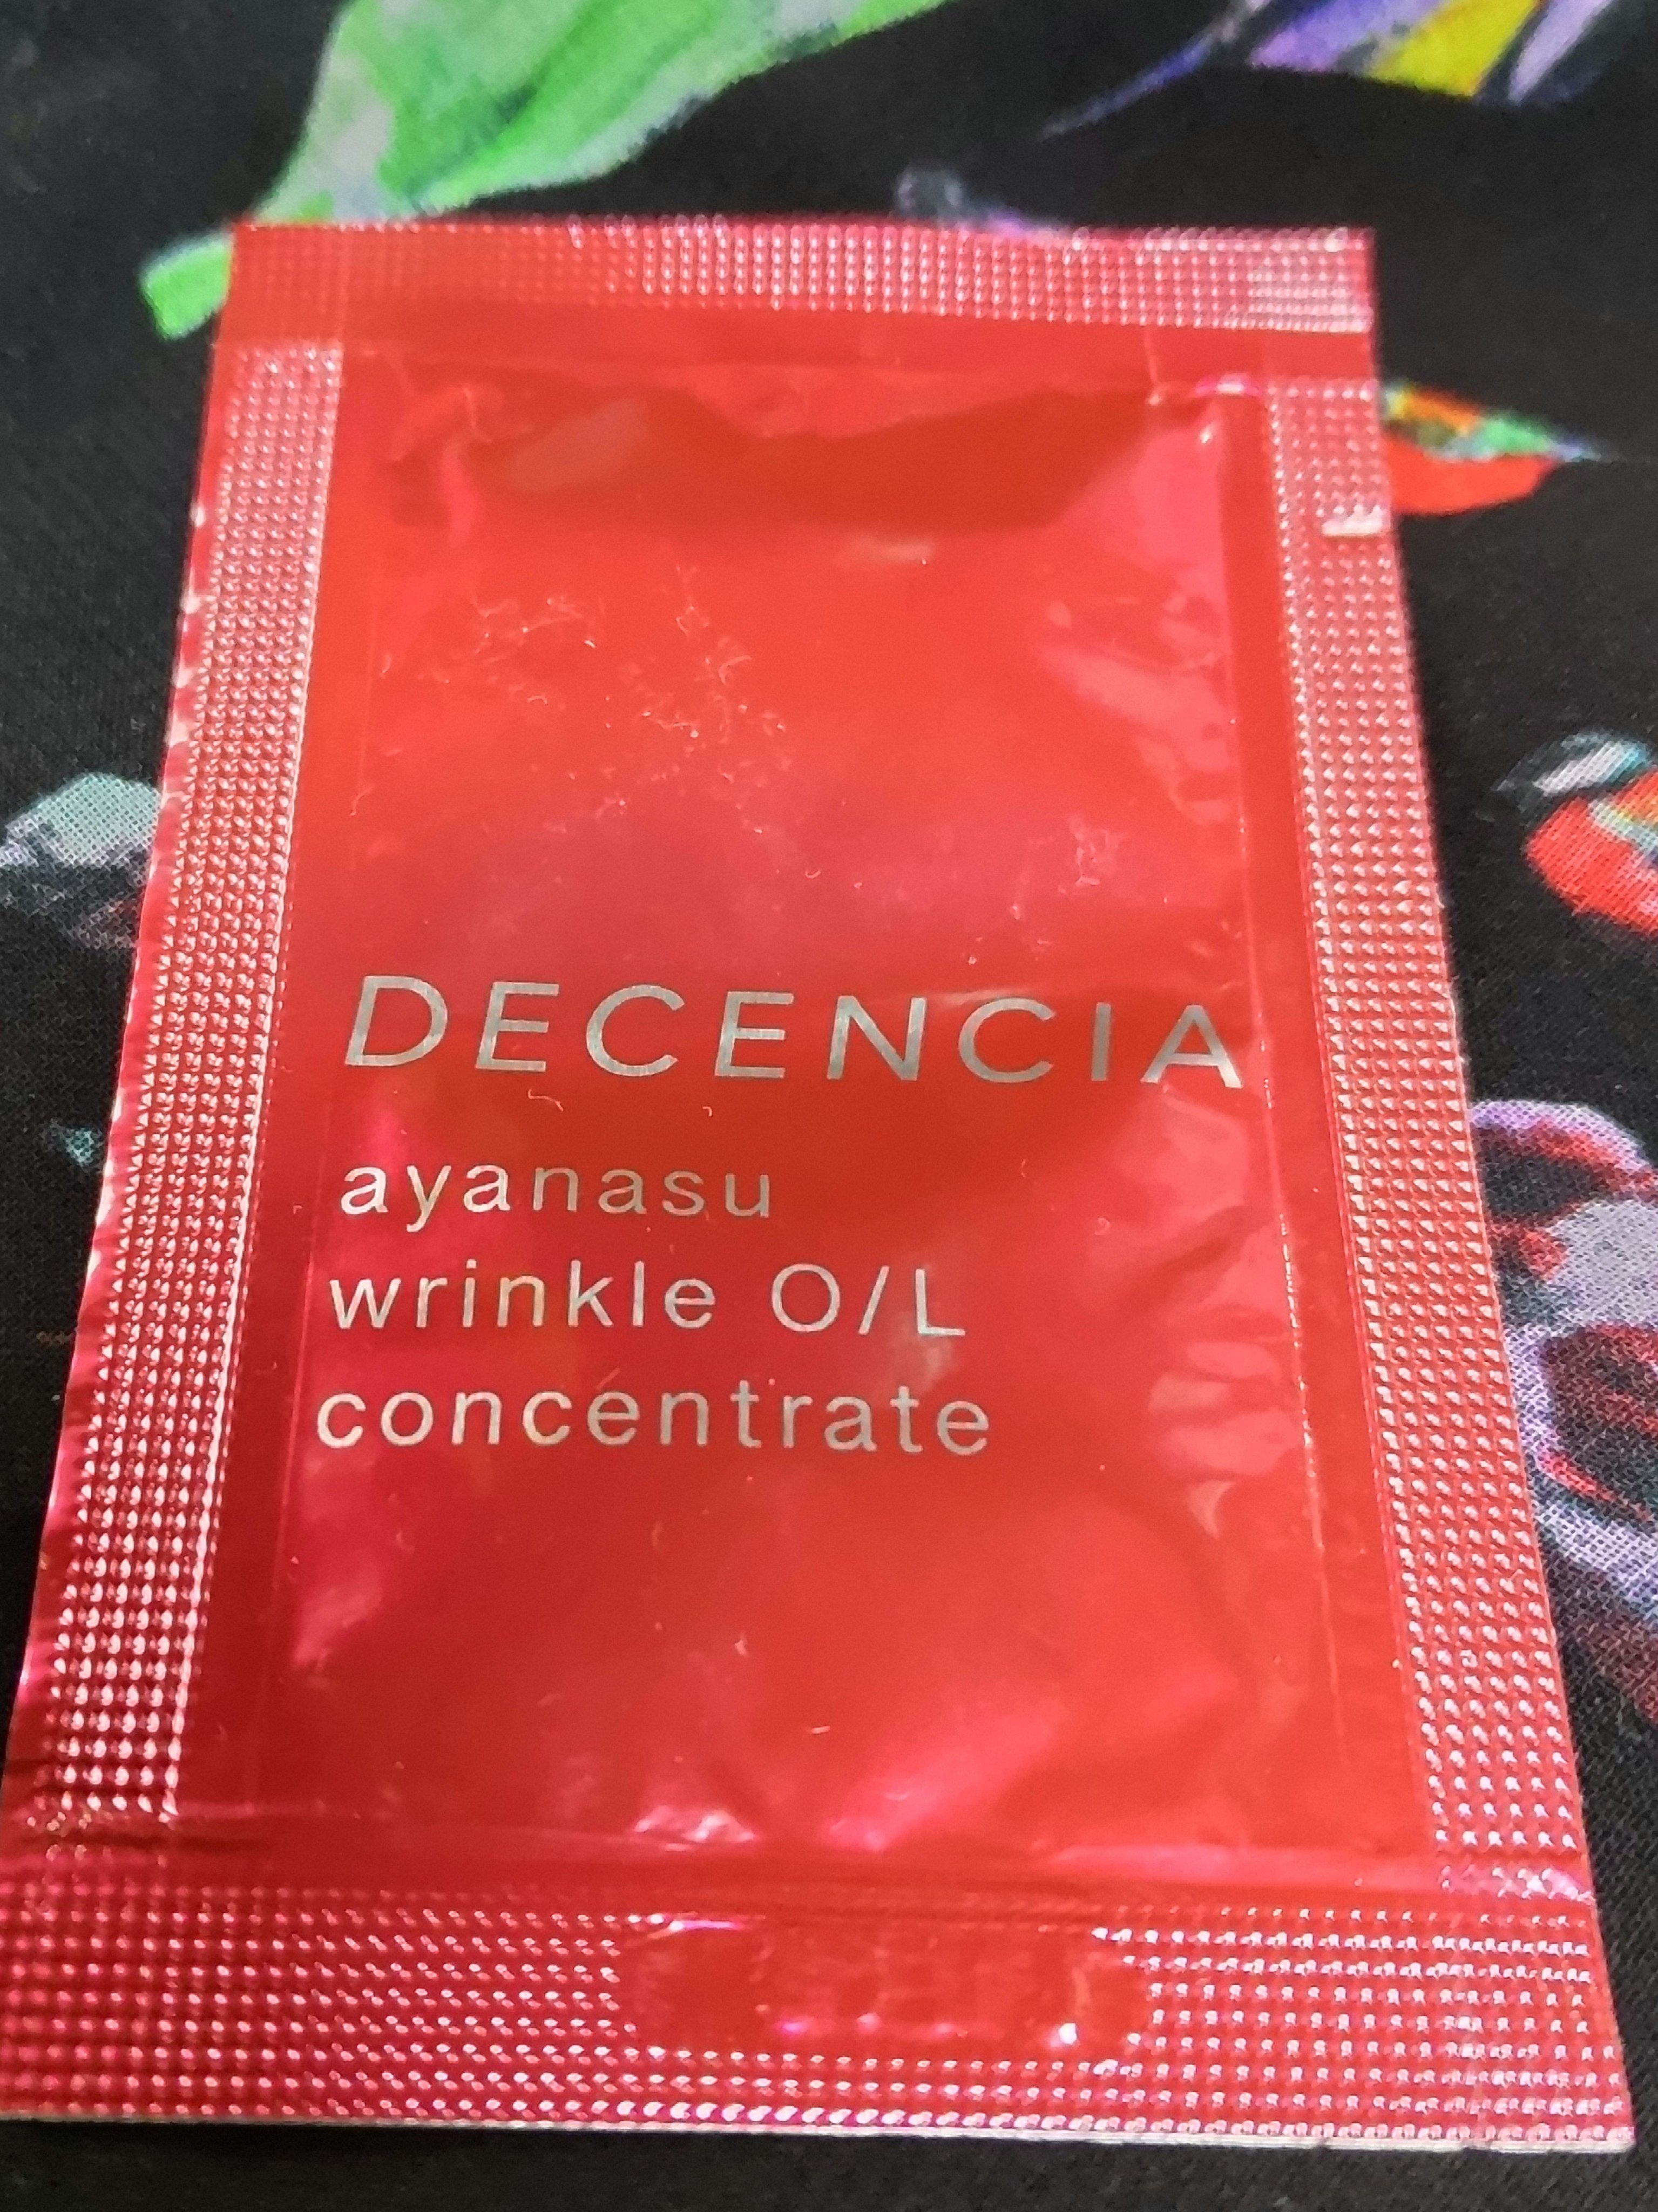 DECENCIA
ayanasu
wrinkle O/L
concentrate